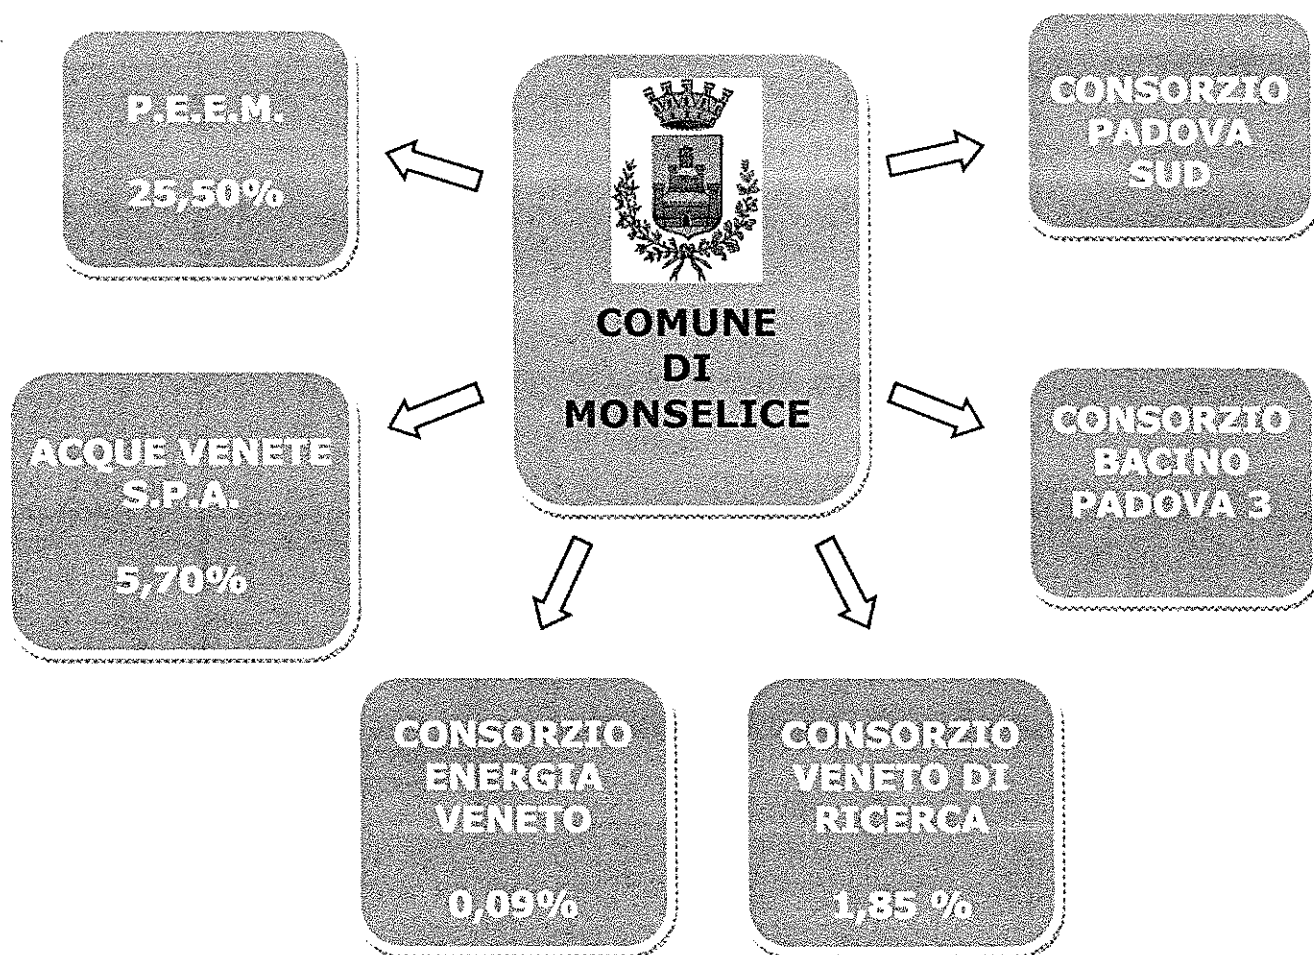 P.E.E.M.
25,50%
COMUNE
DI
MONSELICE
CONSORZIO
PADOVA
SUD
ACQUE VENETE
S.P.A.
5,70%
CONSORZIO
BACINO
PADOVA 3
CONSORZIO
ENERGIA
VENETO
0,09%
CONSORZIO
VENETO DI
RICERCA
1,85 %